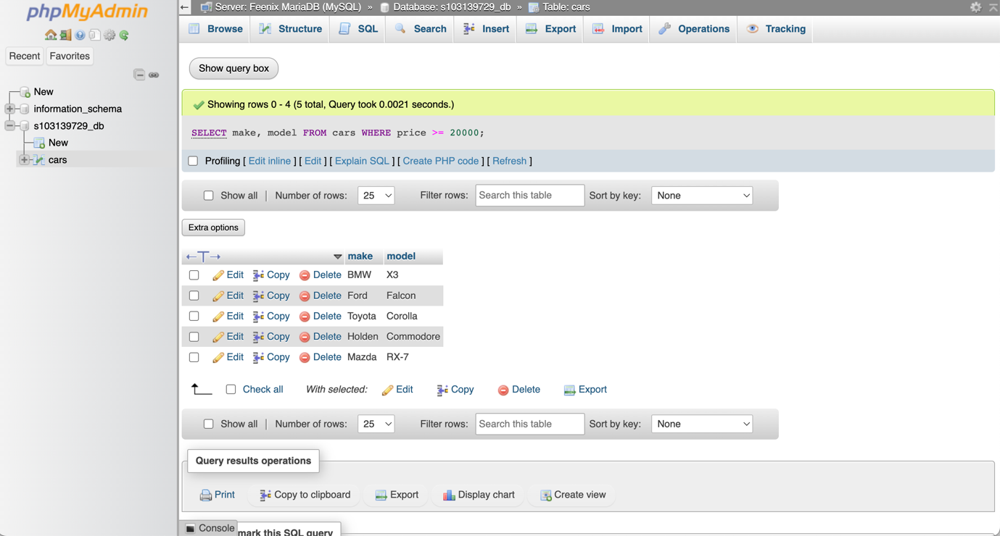 phpMyAdmin
Recent Favorites
New
information_schema
s103139729_db
New
cars
Server: Feenix MariaDB (MySQL) » Database: s103139729_db » Table: cars
Browse Structure SQL Search Insert Export Import Operations Tracking
Show query box
Showing rows 0 - 4 (5 total, Query took 0.0021 seconds.)
SELECT make, model FROM cars WHERE price >= 20000;
Profiling [ Edit inline ] [ Edit ] [ Explain SQL ] [ Create PHP code ] [ Refresh ]
Show all | Number of rows: 25 Filter rows: Search this table Sort by key: None
Extra options
←T→ make model
Edit Copy Delete BMW X3
Edit Copy Delete Ford Falcon
Edit Copy Delete Toyota Corolla
Edit Copy Delete Holden Commodore
Edit Copy Delete Mazda RX-7
Check all With selected: Edit Copy Delete Export
Show all | Number of rows: 25 Filter rows: Search this table Sort by key: None
Query results operations
Print Copy to clipboard Export Display chart Create view
Console
mark this SQL query